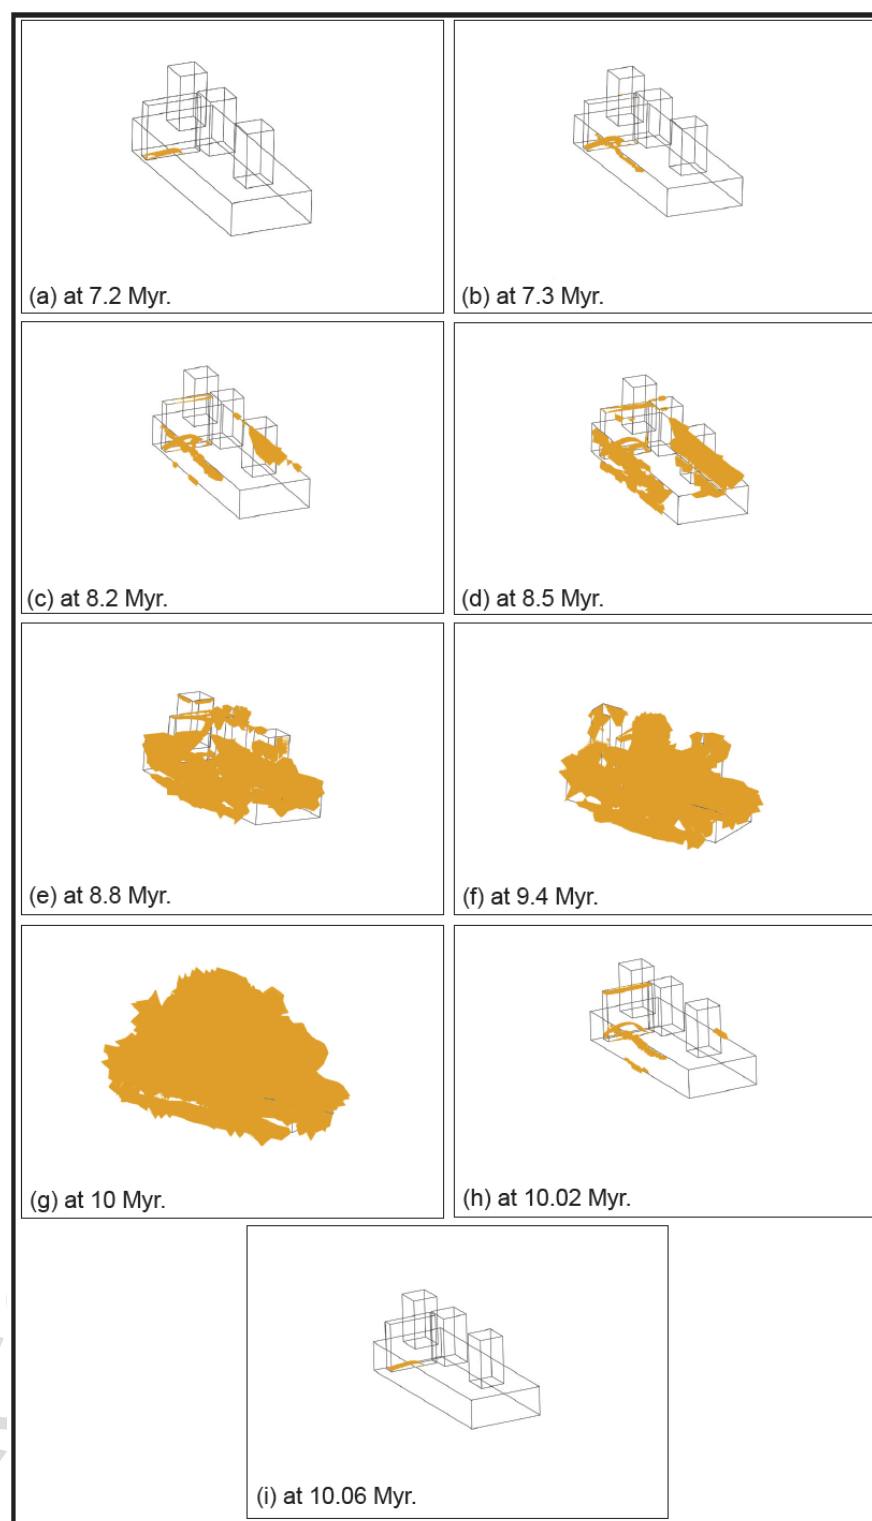 (a) at 7.2 Myr.
(b) at 7.3 Myr.
(c) at 8.2 Myr.
(d) at 8.5 Myr.
(e) at 8.8 Myr.
(f) at 9.4 Myr.
(g) at 10 Myr.
(h) at 10.02 Myr.
(i) at 10.06 Myr.